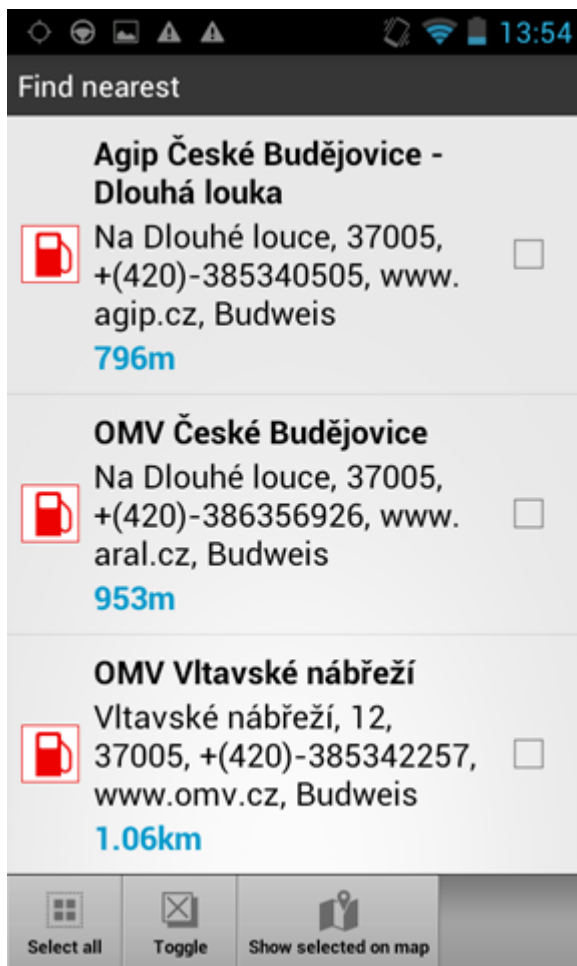 13:54
Find nearest
Agip České Budějovice -
Dlouhá louka
Na Dlouhé louce, 37005,
+(420)-385340505, www.
agip.cz, Budweis
796m
OMV České Budějovice
Na Dlouhé louce, 37005,
+(420)-386356926, www.
aral.cz, Budweis
953m
OMV Vltavské nábřeží
Vltavské nábřeží, 12,
37005, +(420)-385342257,
www.omv.cz, Budweis
1.06km
Select all
Toggle
Show selected on map